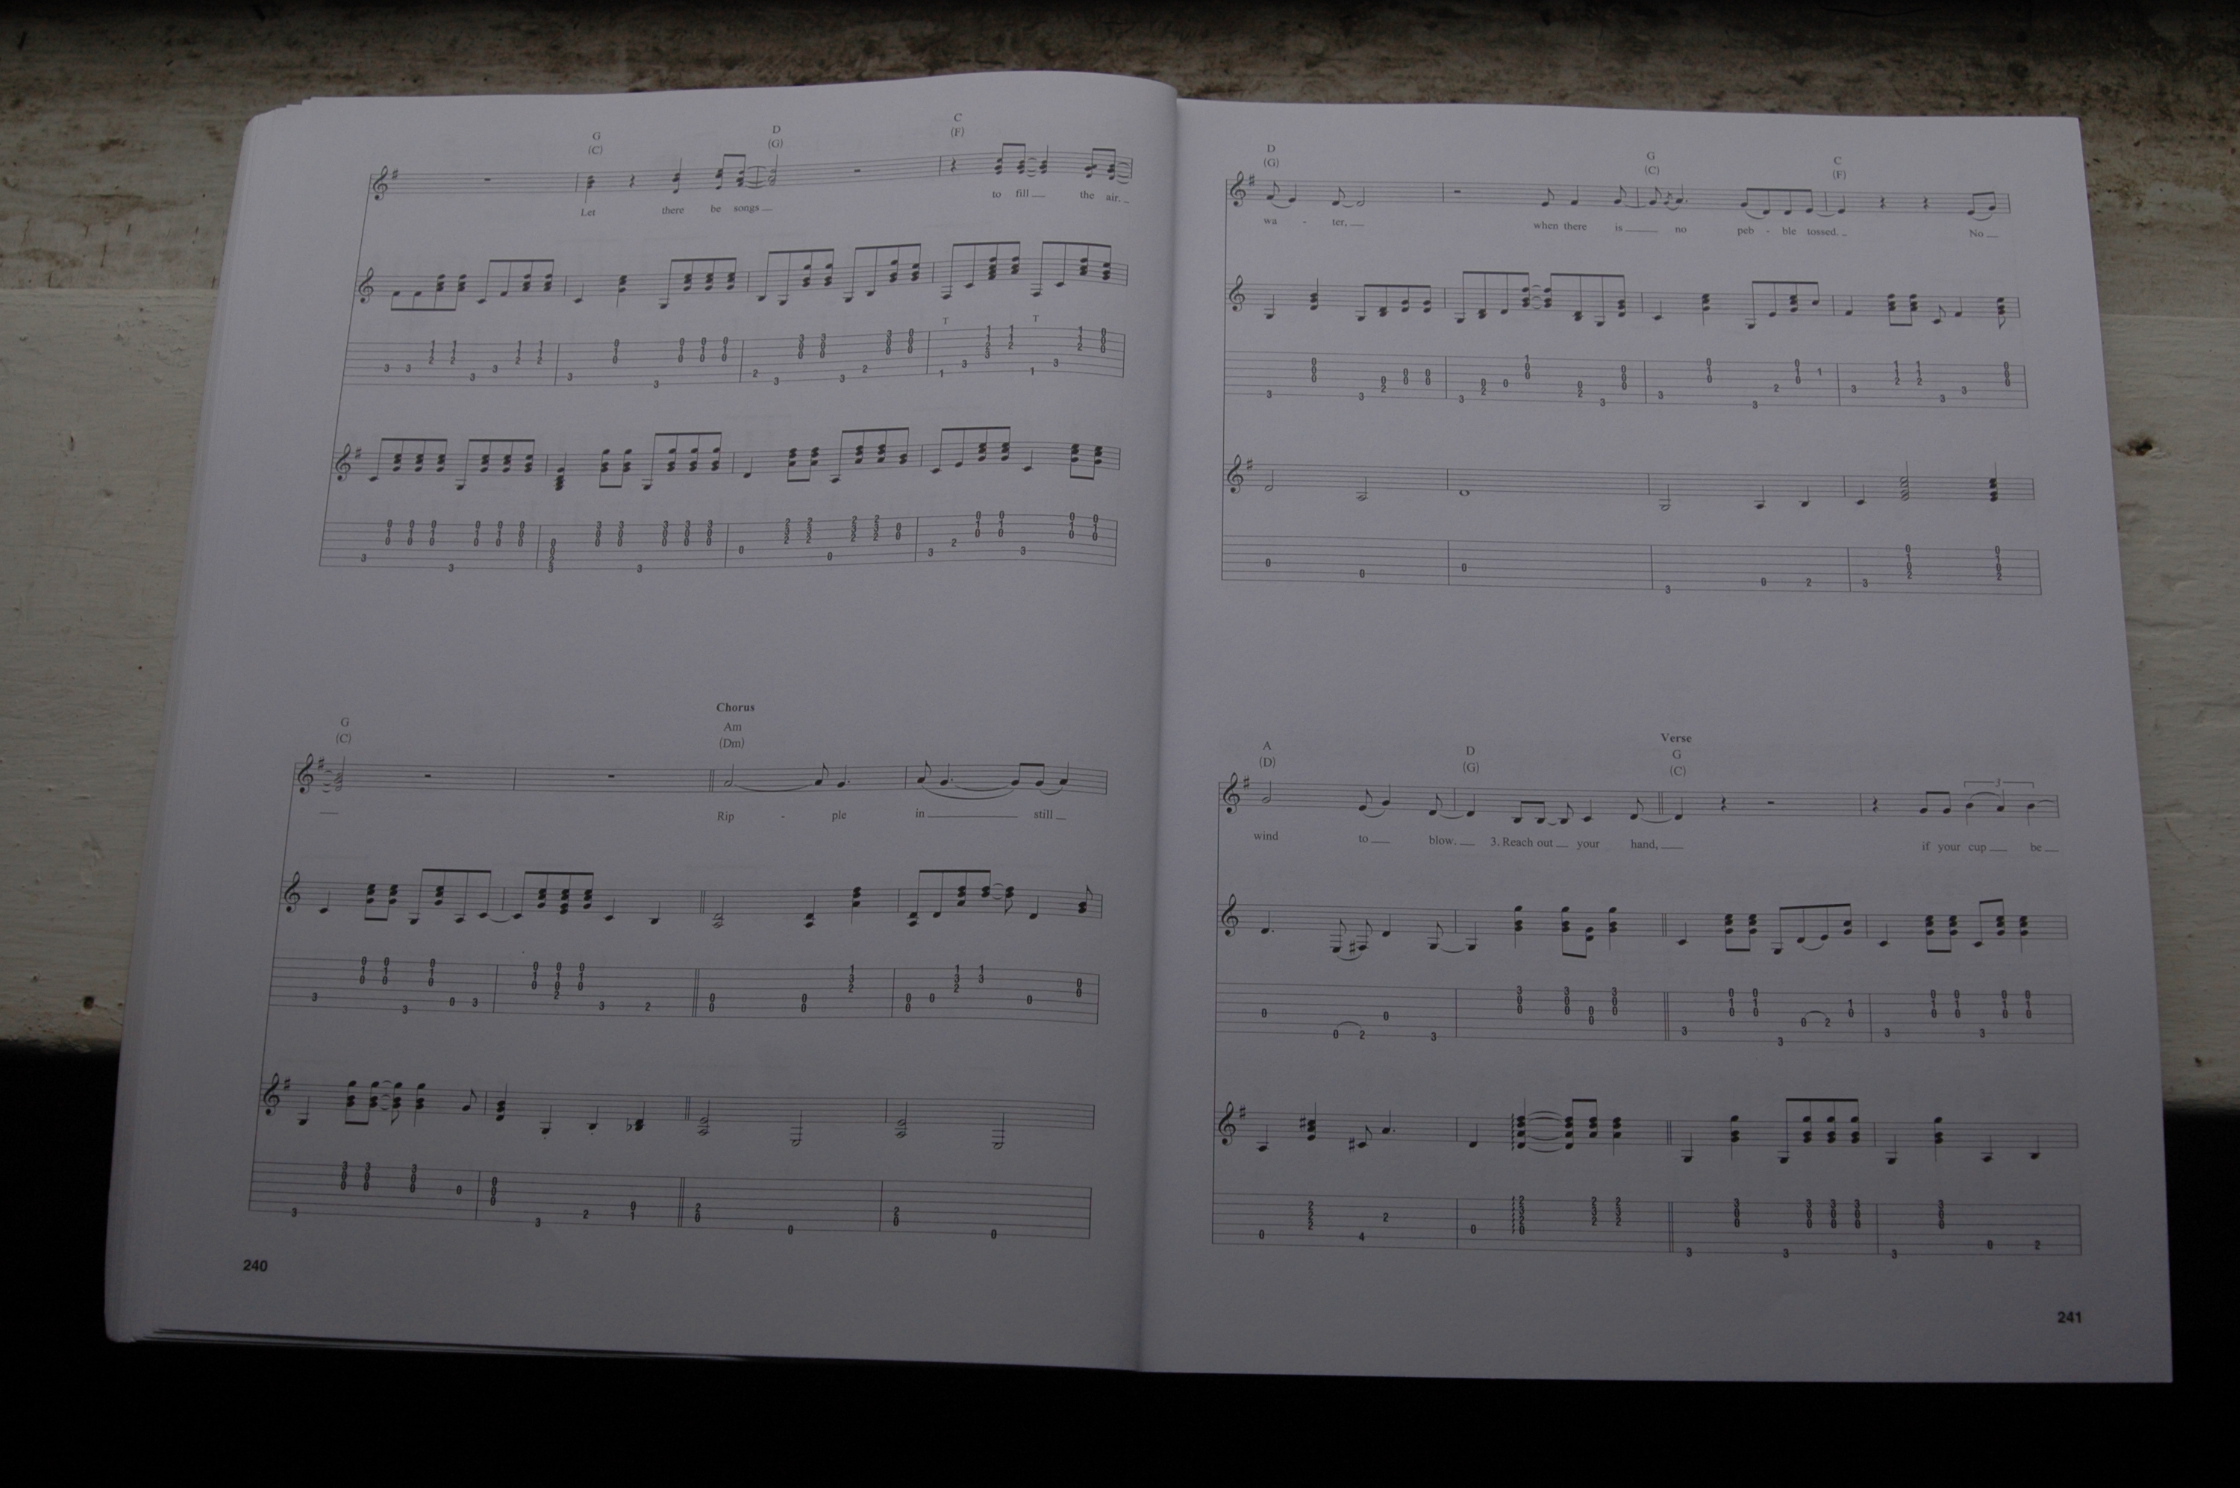 G D C
(C) (G) (F)
Let there be songs to fill the air.
T T
Chorus
G Am
(C) (Dm)
Rip - ple in still
240
D G C
(G) (C) (F)
wa - ter, when there is no peb - ble tossed. No
Verse
A D G
(D) (G) (C)
3
wind to blow. 3. Reach out your hand, if your cup be
241